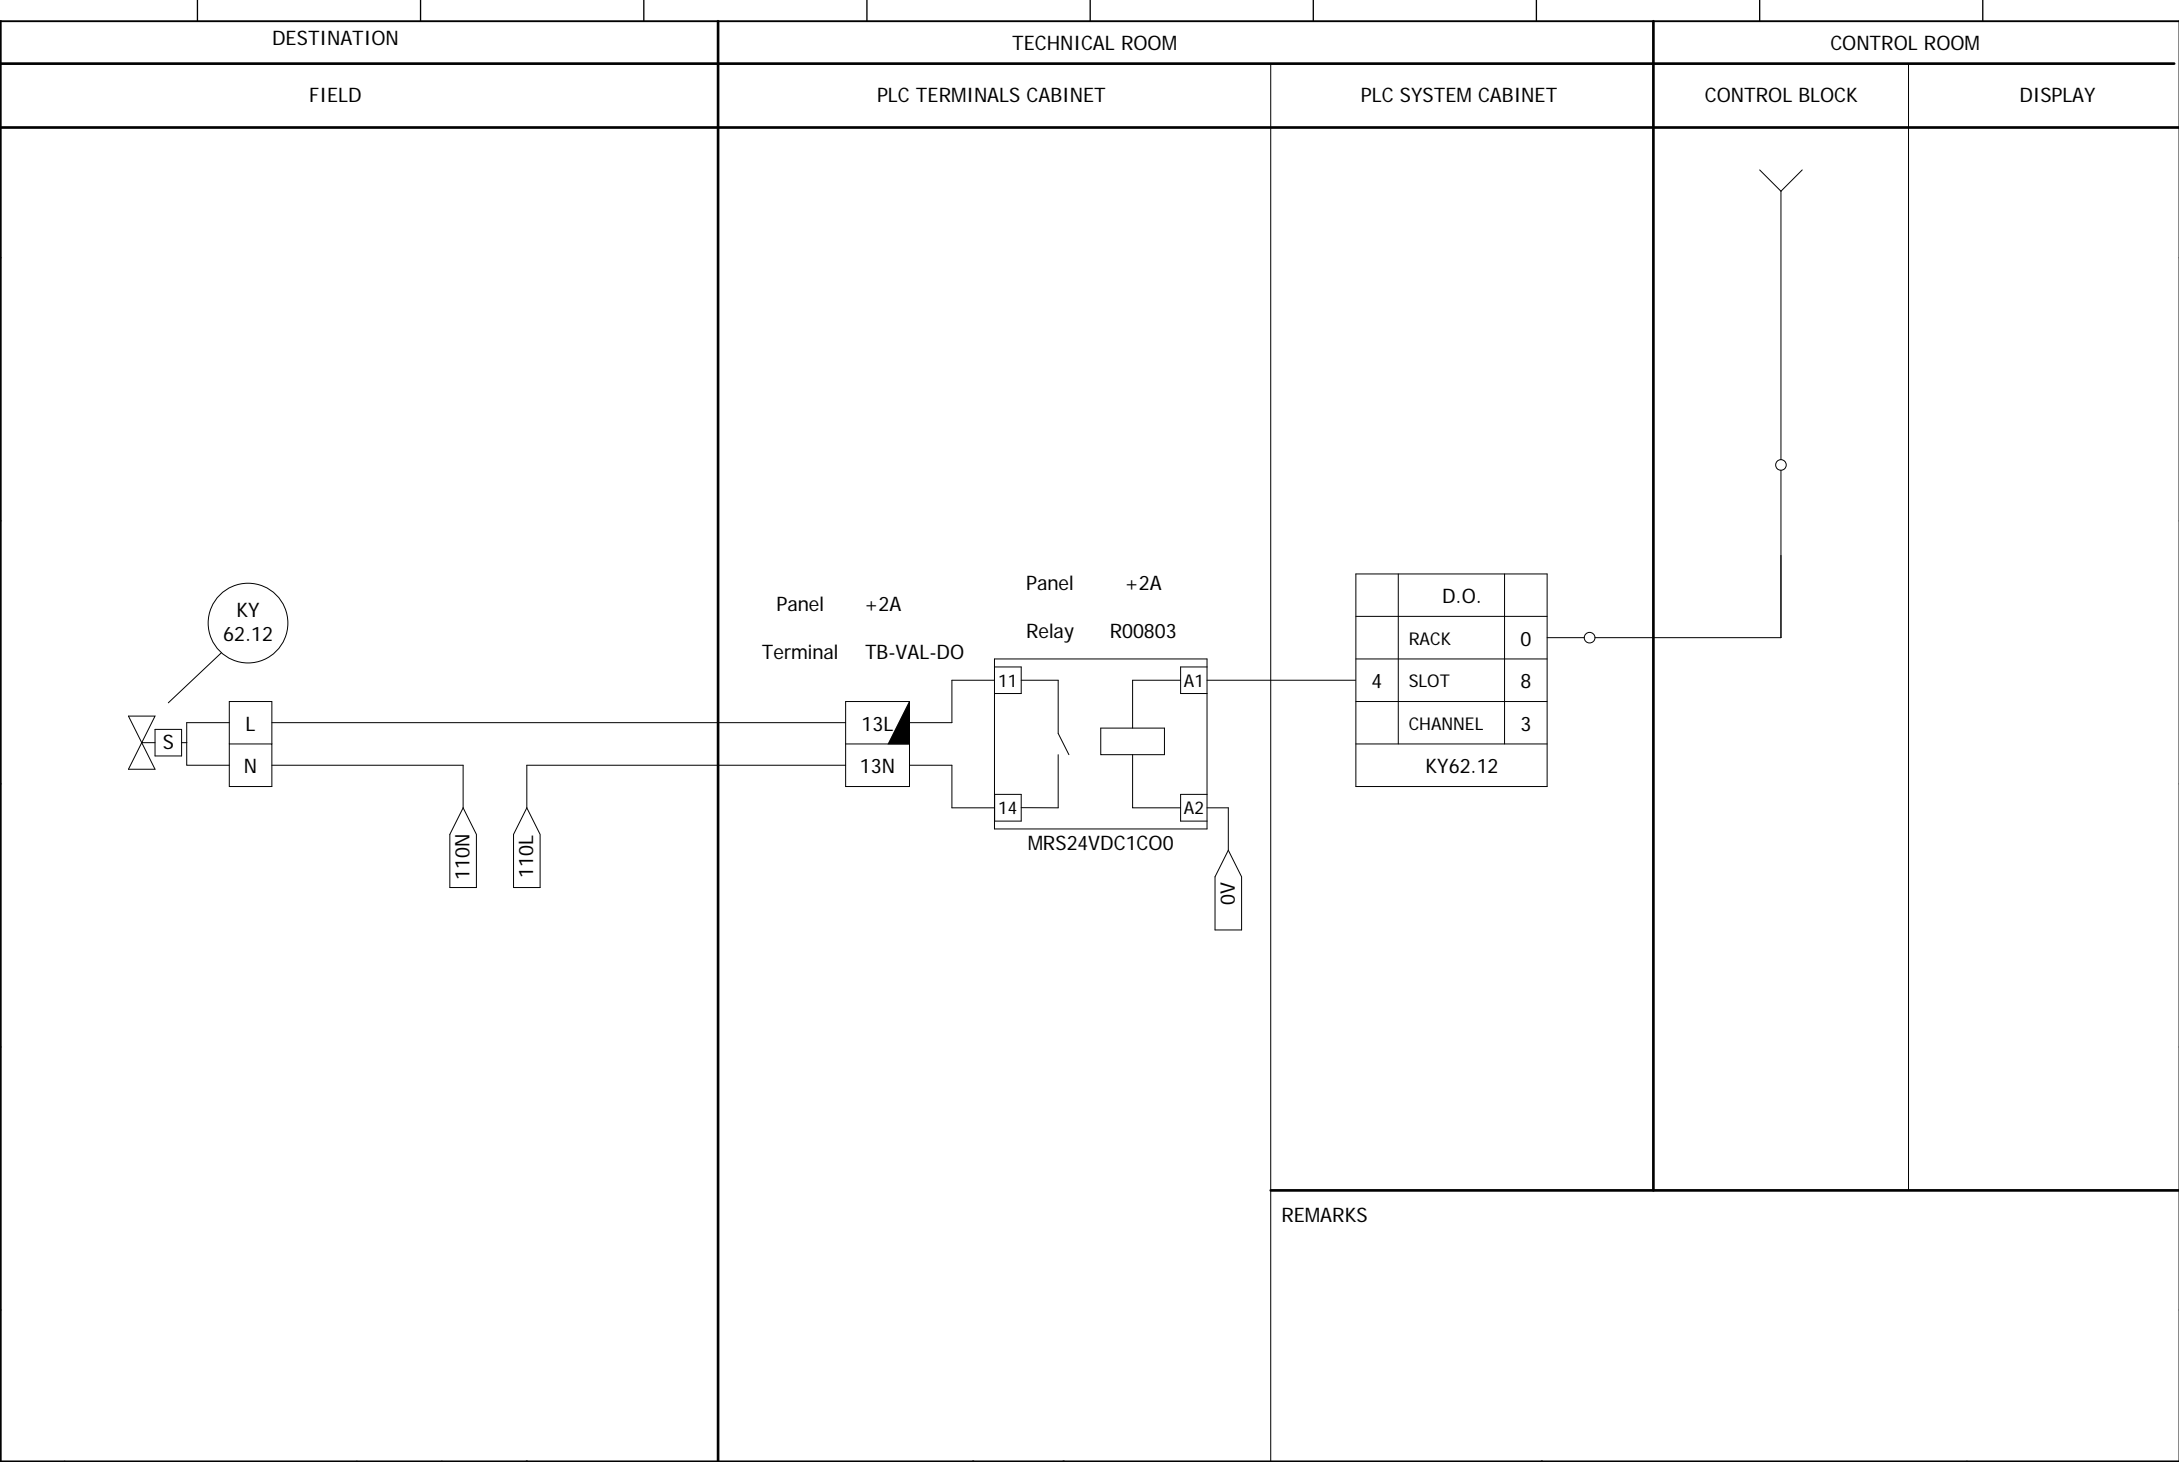 DESTINATION
TECHNICAL ROOM
CONTROL ROOM
FIELD
PLC TERMINALS CABINET
PLC SYSTEM CABINET
CONTROL BLOCK
DISPLAY
KY
62.12
S
L
N
110N
110L
Panel +2A
Terminal TB-VAL-DO
13L
13N
Panel +2A
Relay R00803
11
14
A1
A2
MRS24VDC1CO0
0V
D.O.
RACK 0
4 SLOT 8
CHANNEL 3
KY62.12
REMARKS